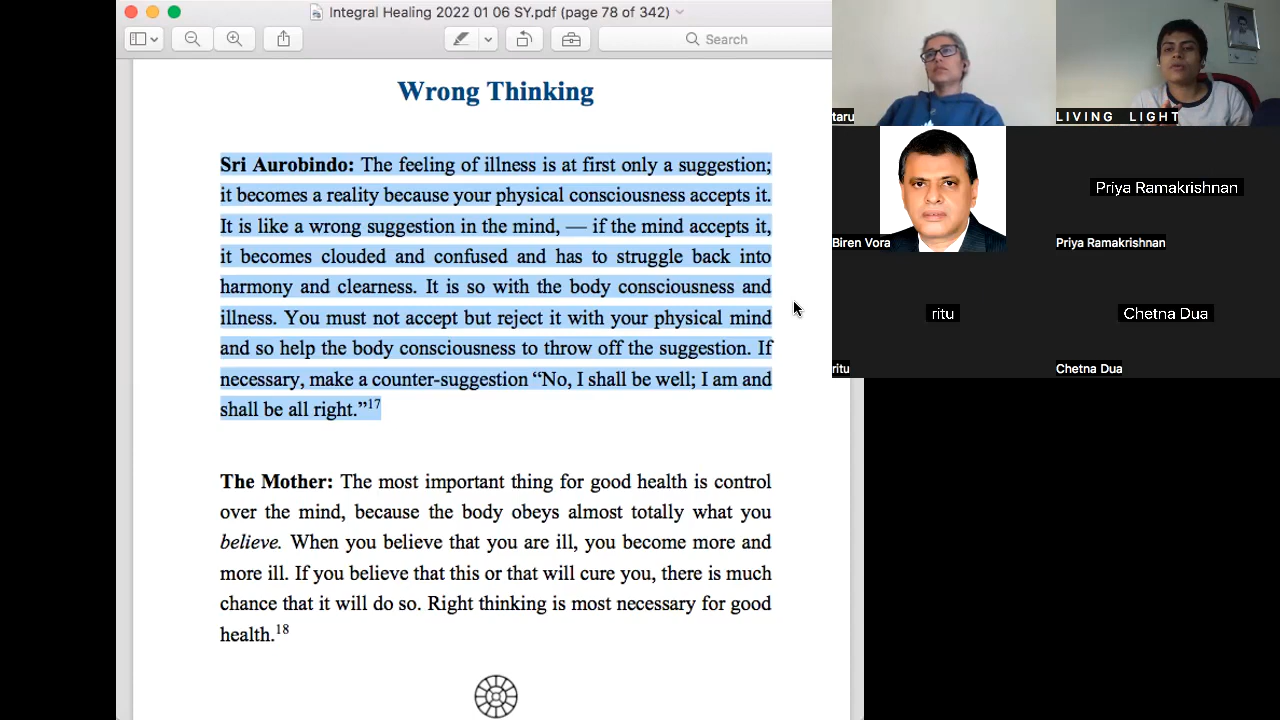 Integral Healing 2022 01 06 SY.pdf (page 78 of 342)
Search
Wrong Thinking
Sri Aurobindo: The feeling of illness is at first only a suggestion;
it becomes a reality because your physical consciousness accepts it.
It is like a wrong suggestion in the mind, — if the mind accepts it,
it becomes clouded and confused and has to struggle back into
harmony and clearness. It is so with the body consciousness and
illness. You must not accept but reject it with your physical mind
and so help the body consciousness to throw off the suggestion. If
necessary, make a counter-suggestion “No, I shall be well; I am and
shall be all right.”17
The Mother: The most important thing for good health is control
over the mind, because the body obeys almost totally what you
believe. When you believe that you are ill, you become more and
more ill. If you believe that this or that will cure you, there is much
chance that it will do so. Right thinking is most necessary for good
health.18
taru
LIVING LIGHT
Biren Vora
Priya Ramakrishnan
Priya Ramakrishnan
ritu
ritu
Chetna Dua
Chetna Dua